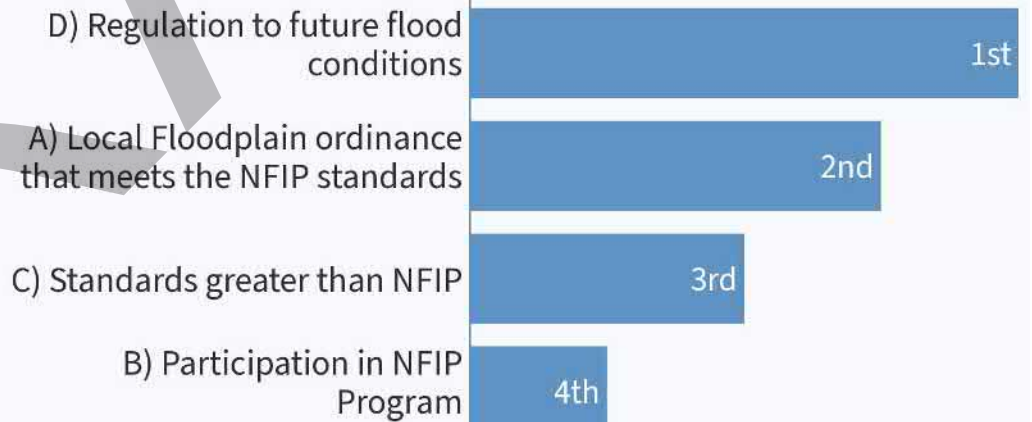 D) Regulation to future flood
conditions
1st
A) Local Floodplain ordinance
that meets the NFIP standards
2nd
C) Standards greater than NFIP
3rd
B) Participation in NFIP
Program
4th